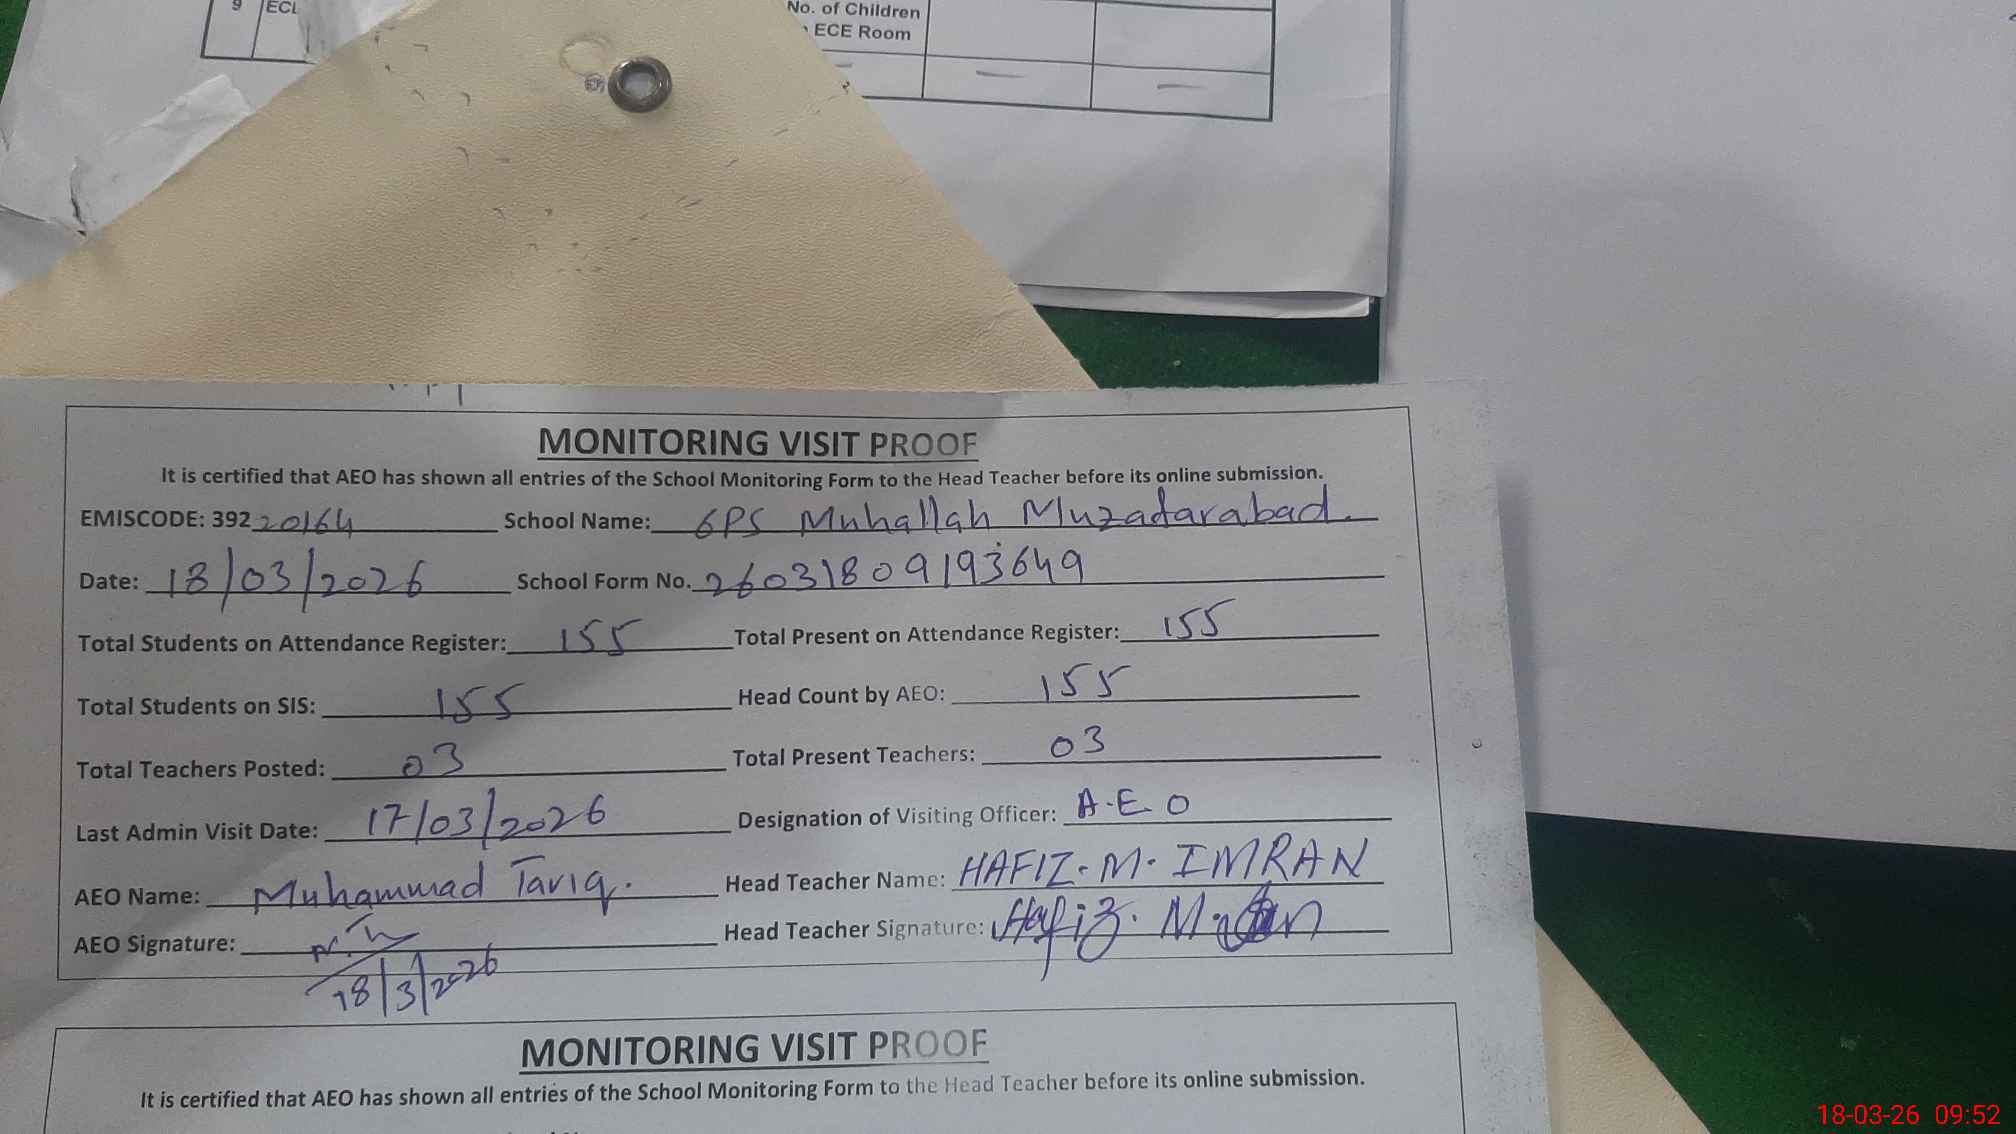 9 ECE
No. of Children
ECE Room
MONITORING VISIT PROOF
It is certified that AEO has shown all entries of the School Monitoring Form to the Head Teacher before its online submission.
EMISCODE: 39220164 School Name: GPS Muhallah Muzafarabad.
Date: 18/03/2026 School Form No. 26031809193649
Total Students on Attendance Register: 155 Total Present on Attendance Register: 155
Total Students on SIS: 155 Head Count by AEO: 155
Total Teachers Posted: 03 Total Present Teachers: 03
Last Admin Visit Date: 17/03/2026 Designation of Visiting Officer: A.E.O
AEO Name: Muhammad Tariq. Head Teacher Name: HAFIZ. M. IMRAN
AEO Signature: Head Teacher Signature: Hafiz. M.
18/3/2026
MONITORING VISIT PROOF
It is certified that AEO has shown all entries of the School Monitoring Form to the Head Teacher before its online submission.
18-03-26 09:52